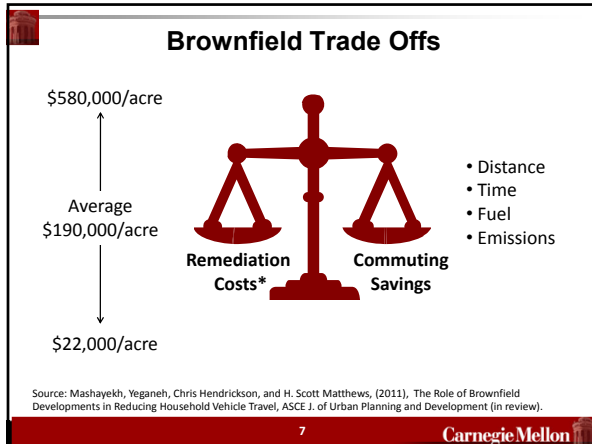 Brownfield Trade Offs
$580,000/acre
Average
$190,000/acre
$22,000/acre
Remediation
Costs*
Commuting
Savings
• Distance
• Time
• Fuel
• Emissions
Source: Mashayekh, Yeganeh, Chris Hendrickson, and H. Scott Matthews, (2011), The Role of Brownfield
Developments in Reducing Household Vehicle Travel, ASCE J. of Urban Planning and Development (in review).
7
Carnegie Mellon